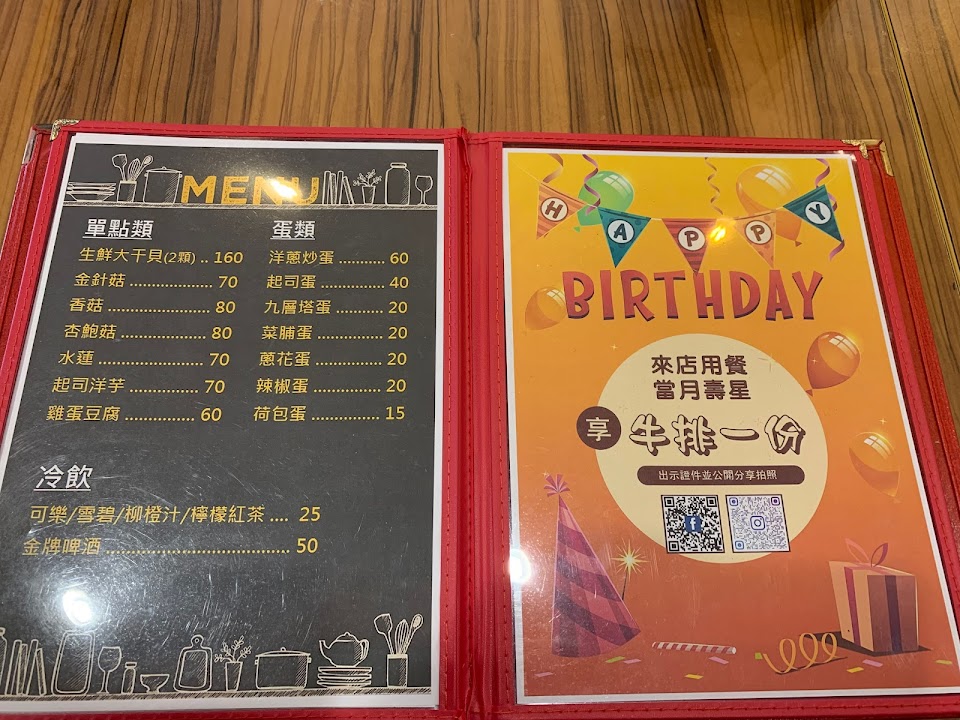 MENU
單點類
生鮮大干貝(2顆) .. 160
金針菇 .................. 70
香菇 ...................... 80
杏鮑菇 ................... 80
水蓮 ...................... 70
起司洋芋 ................ 70
雞蛋豆腐 ............... 60
蛋類
洋蔥炒蛋 ........... 60
起司蛋 ............... 40
九層塔蛋 ........... 20
菜脯蛋 ............... 20
蔥花蛋 ............... 20
辣椒蛋 ............... 20
荷包蛋 ............... 15
冷飲
可樂/雪碧/柳橙汁/檸檬紅茶 .... 25
金牌啤酒 .................................. 50
HAPPY
BIRTHDAY
來店用餐
當月壽星
享 牛排一份
出示證件並公開分享拍照